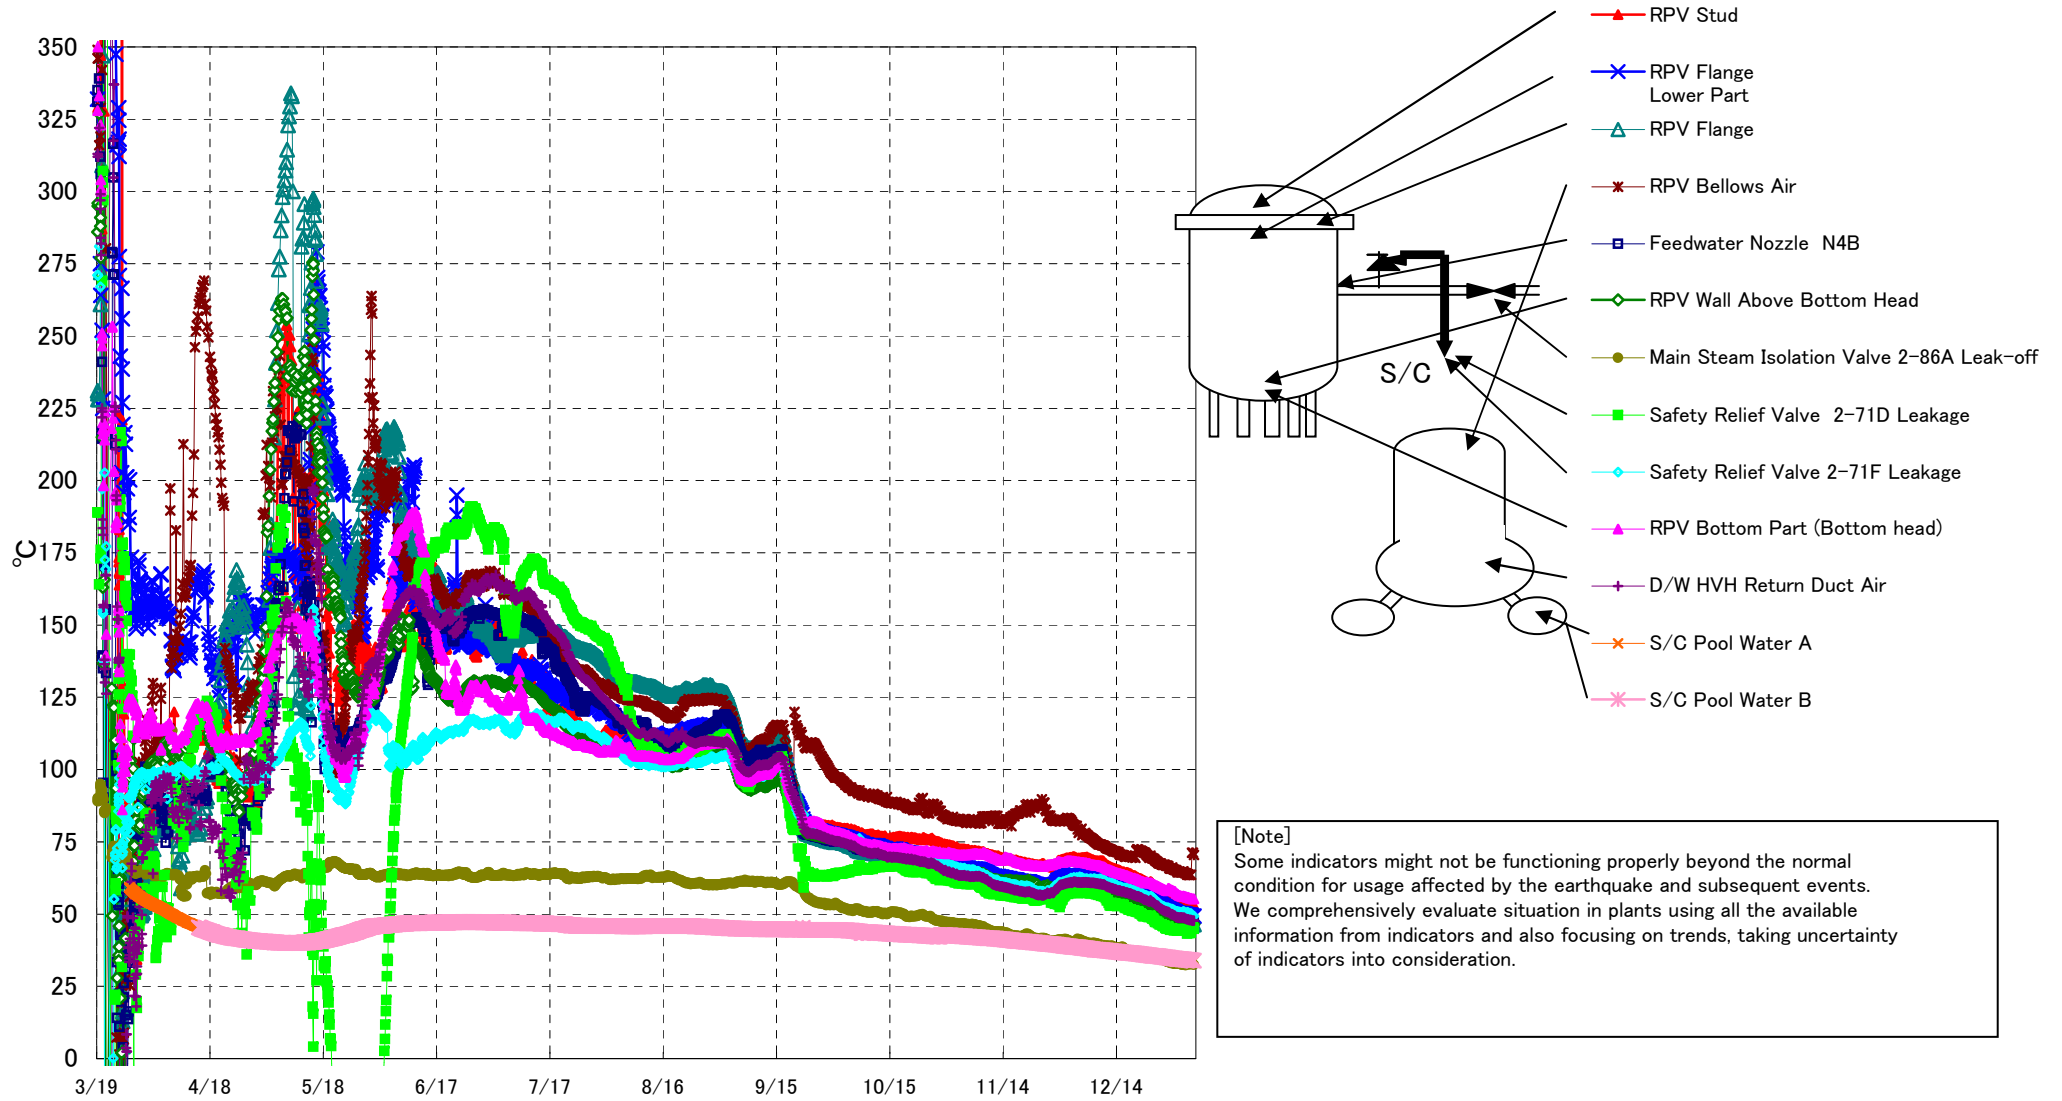 350
325
300
275
250
225
200
175
150
125
100
75
50
25
0
℃
3/19 4/18 5/18 6/17 7/17 8/16 9/15 10/15 11/14 12/14
RPV Stud
RPV Flange
Lower Part
RPV Flange
RPV Bellows Air
Feedwater Nozzle N4B
RPV Wall Above Bottom Head
Main Steam Isolation Valve 2-86A Leak-off
Safety Relief Valve 2-71D Leakage
Safety Relief Valve 2-71F Leakage
RPV Bottom Part (Bottom head)
D/W HVH Return Duct Air
S/C Pool Water A
S/C Pool Water B
S/C
[Note]
Some indicators might not be functioning properly beyond the normal
condition for usage affected by the earthquake and subsequent events.
We comprehensively evaluate situation in plants using all the available
information from indicators and also focusing on trends, taking uncertainty
of indicators into consideration.